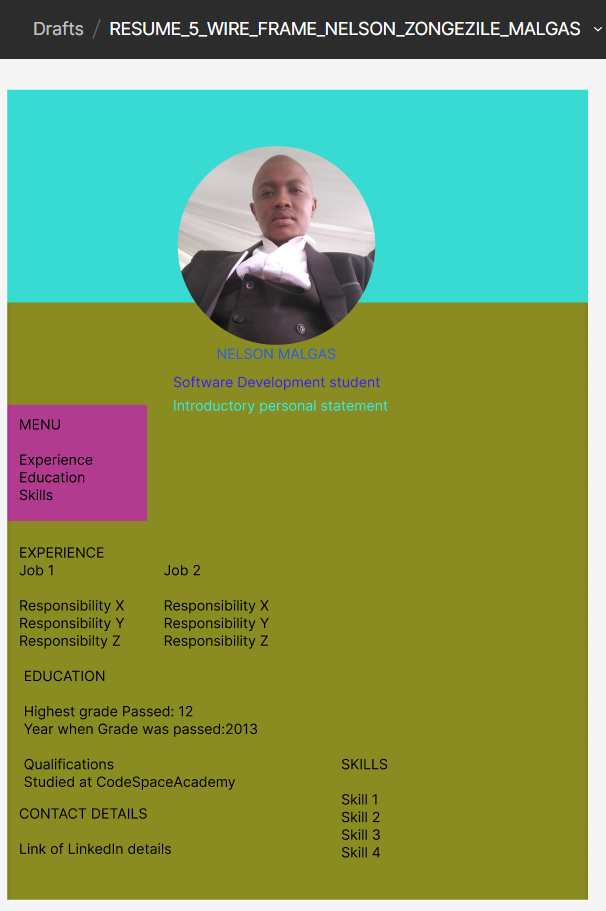 Drafts / RESUME_5_WIRE_FRAME_NELSON_ZONGEZILE_MALGAS
NELSON MALGAS
Software Development student
Introductory personal statement
MENU
Experience
Education
Skills
EXPERIENCE
Job 1
Responsibility X
Responsibility Y
Responsibilty Z
Job 2
Responsibility X
Responsibility Y
Responsibility Z
EDUCATION
Highest grade Passed: 12
Year when Grade was passed:2013
Qualifications
Studied at CodeSpaceAcademy
SKILLS
Skill 1
Skill 2
Skill 3
Skill 4
CONTACT DETAILS
Link of LinkedIn details